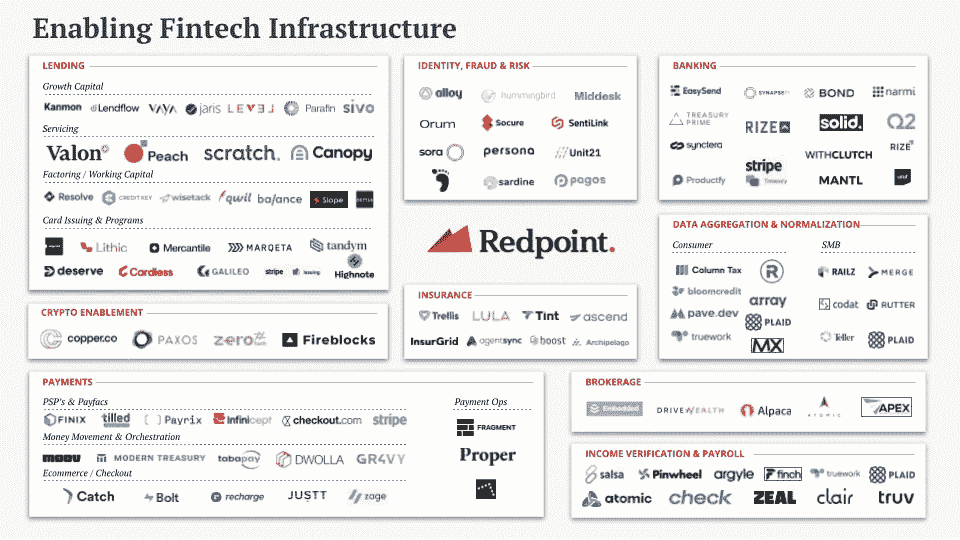 Enabling Fintech Infrastructure
LENDING
Growth Capital
Kanmon Lendflow VAYA jaris LEVEL Parafin sivo
Servicing
Valon Peach scratch. Canopy
Factoring / Working Capital
Resolve CREDITKEY wisetack qwil balance Slope
Card Issuing & Programs
Lithic Mercantile MARQETA tandym
deserve Cardless GALILEO stripe Issuing Highnote
CRYPTO ENABLEMENT
copper.co PAXOS zero hash Fireblocks
IDENTITY, FRAUD & RISK
alloy hummingbird Middesk
Orum Socure SentiLink
sora persona Unit21
sardine pagos
Redpoint.
INSURANCE
Trellis LULA Tint ascend
InsurGrid agentsync boost Archipelago
BANKING
EasySend SYNAPSEFI BOND narmi
TREASURY PRIME RIZE solid. Q2
synctera stripe Treasury WITHCLUTCH RIZE
Productfy MANTL unit
DATA AGGREGATION & NORMALIZATION
Consumer
Column Tax R
bloomcredit array
pave.dev PLAID
truework MX
SMB
RAILZ MERGE
codat RUTTER
Teller PLAID
PAYMENTS
PSP's & Payfacs
FINIX tilled Payrix Infinicept checkout.com stripe
Money Movement & Orchestration
moov MODERN TREASURY tabapay DWOLLA GR4VY
Ecommerce / Checkout
Catch Bolt recharge JUSTT zage
Payment Ops
FRAGMENT
Proper
BROKERAGE
Embedded DRIVEWEALTH Alpaca ATOMIC APEX
INCOME VERIFICATION & PAYROLL
salsa Pinwheel argyle finch truework PLAID
atomic check ZEAL clair truv